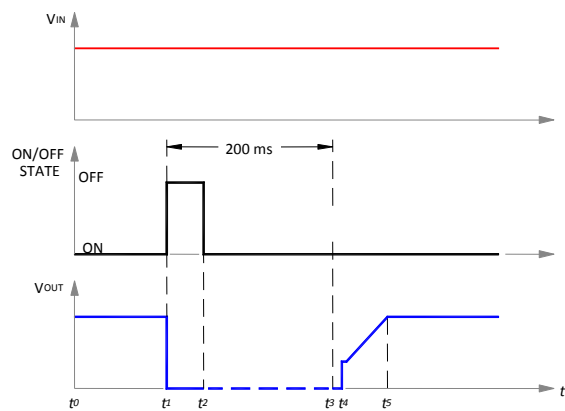 VIN
200 ms
ON/OFF
STATE
OFF
ON
VOUT
t0 t1 t2 t3 t4 t5 t